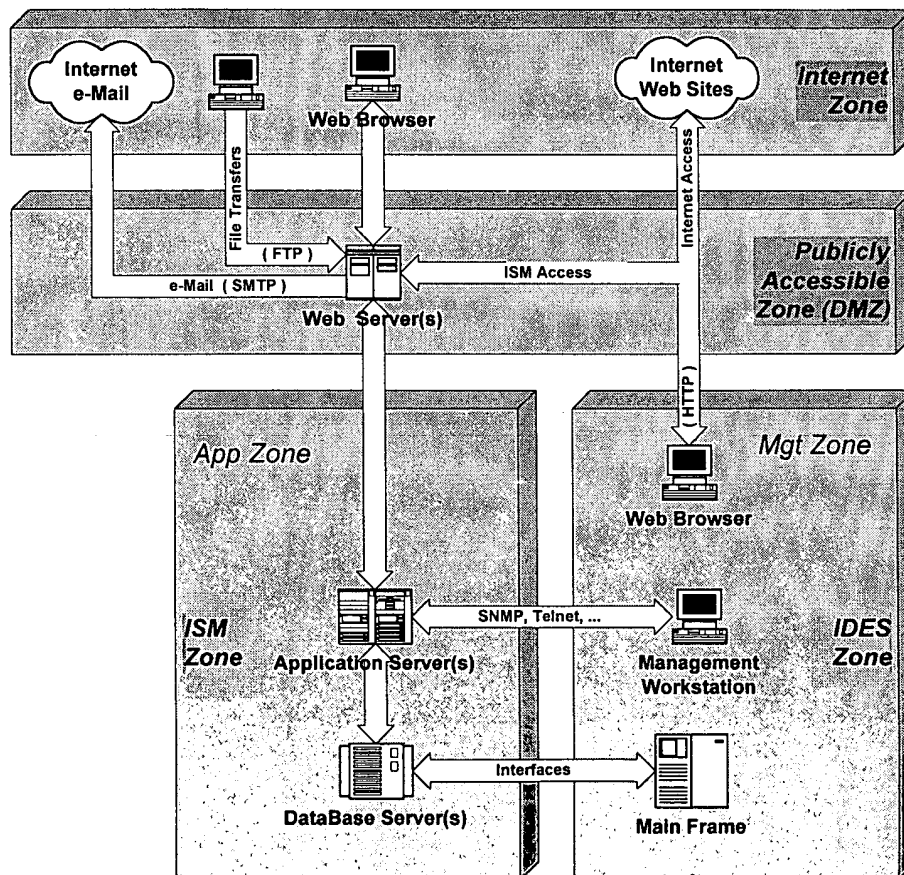 Internet
e-Mail
Web Browser
Internet
Web Sites
Internet
Zone
File Transfers
( FTP )
e-Mail ( SMTP )
Web Server(s)
ISM Access
Internet Access
( HTTP )
Publicly
Accessible
Zone (DMZ)
App Zone
ISM
Zone
Application Server(s)
DataBase Server(s)
SNMP, Telnet, ...
Interfaces
Mgt Zone
Web Browser
Management
Workstation
IDES
Zone
Main Frame